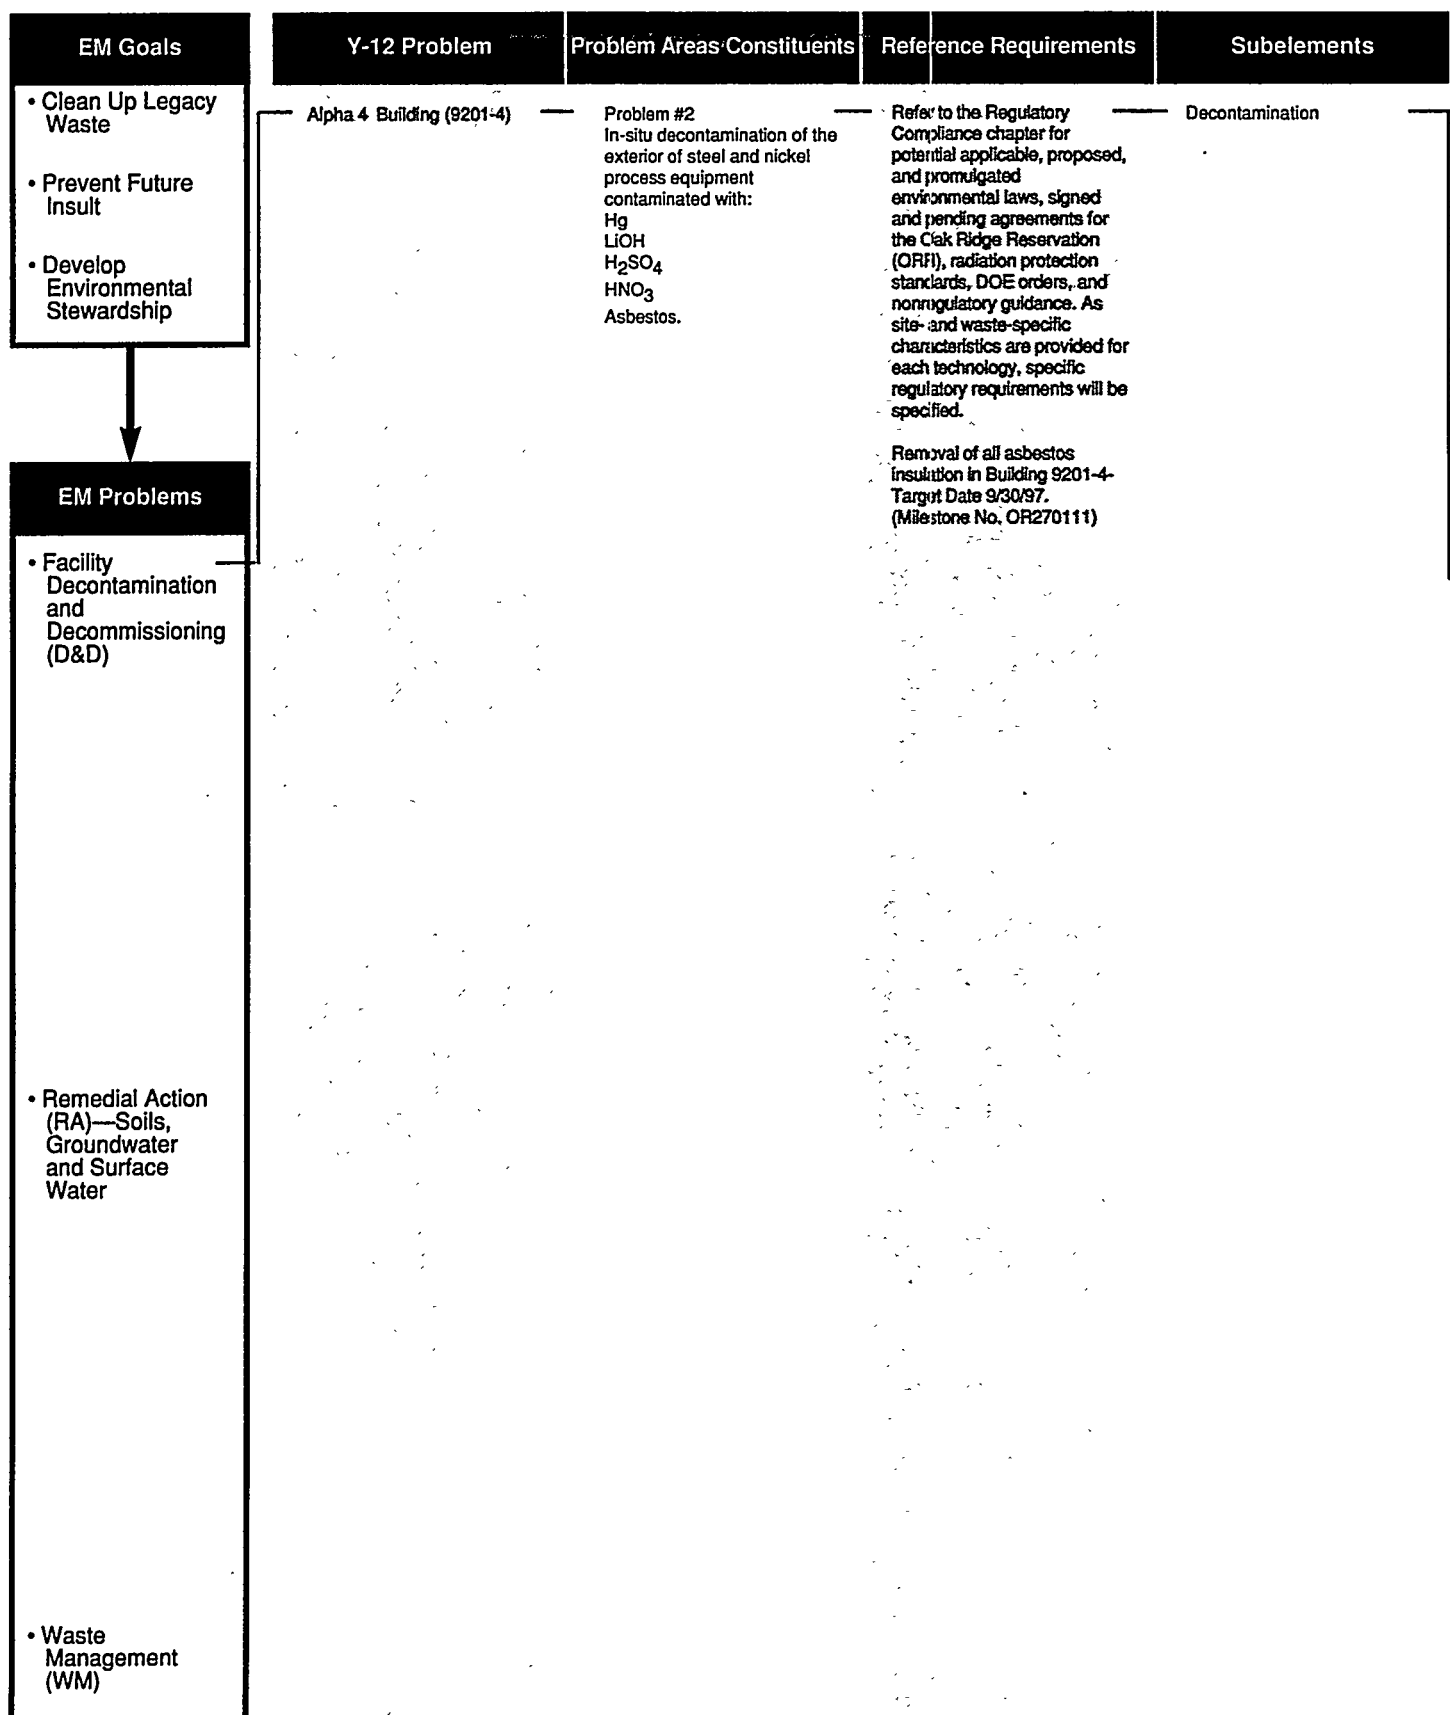 EM Goals
• Clean Up Legacy
Waste
• Prevent Future
Insult
• Develop
Environmental
Stewardship
EM Problems
• Facility
Decontamination
and
Decommissioning
(D&D)
• Remedial Action
(RA)—Soils,
Groundwater
and Surface
Water
• Waste
Management
(WM)
Y-12 Problem
Alpha 4 Building (9201-4)
Problem Areas/Constituents
Problem #2
In-situ decontamination of the
exterior of steel and nickel
process equipment
contaminated with:
Hg
LiOH
H2SO4
HNO3
Asbestos.
Reference Requirements
Refer to the Regulatory
Compliance chapter for
potential applicable, proposed,
and promulgated
environmental laws, signed
and pending agreements for
the Oak Ridge Reservation
(ORR), radiation protection
standards, DOE orders, and
nonregulatory guidance. As
site- and waste-specific
characteristics are provided for
each technology, specific
regulatory requirements will be
specified.
Removal of all asbestos
insulation in Building 9201-4-
Target Date 9/30/97.
(Milestone No. OR270111)
Subelements
Decontamination